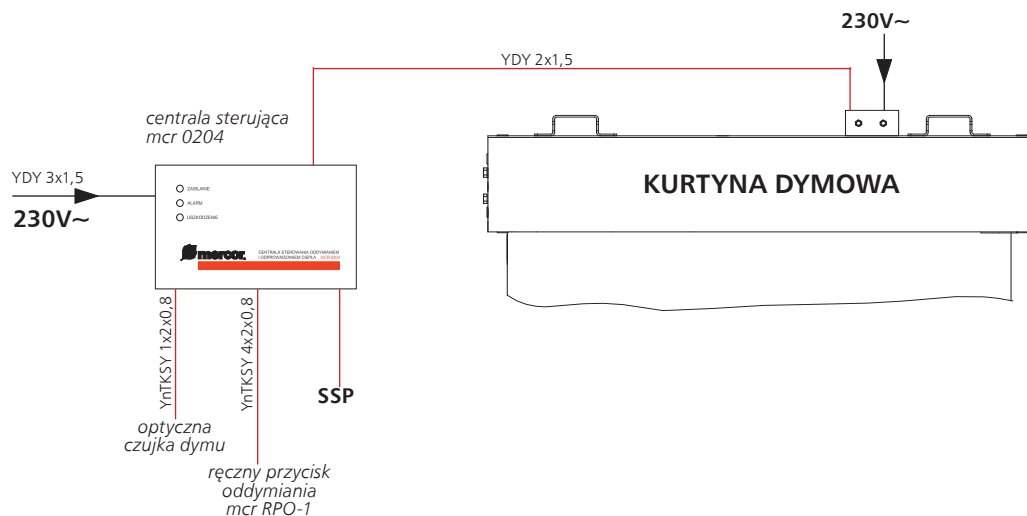 230V~
YDY 2x1,5
centrala sterująca
mcr 0204
YDY 3x1,5
230V~
ZASILANIE
ALARM
USZKODZENIE
mercor.
CENTRALA STEROWANIA ODDYMIANIEM
I ODPROWADZANIEM CIEPŁA MCR 0204
KURTYNA DYMOWA
YnTKSY 1x2x0,8
YnTKSY 4x2x0,8
SSP
optyczna
czujka dymu
ręczny przycisk
oddymiania
mcr RPO-1